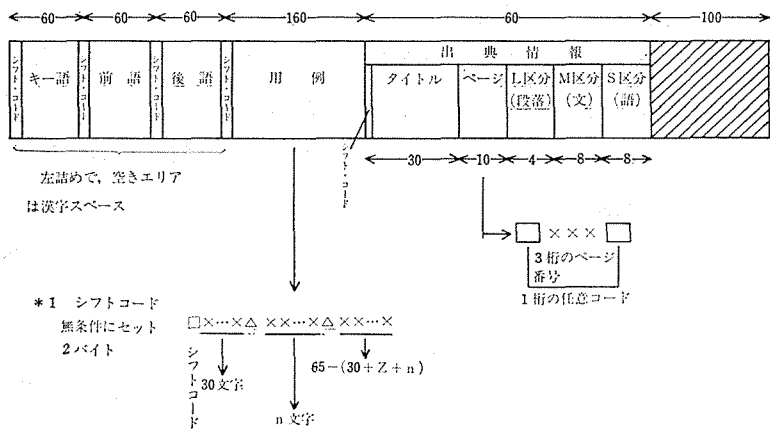 60 60 60 160 60 100
出典情報
シフト・コード キー語 シフト・コード 前語 シフト・コード 後語 シフト・コード 用例 タイトル ページ L区分 M区分 S区分
(段落) (文) (語)
シフト・コード
30 10 4 8 8
左詰めで,空きエリア
は漢字スペース
□ ×××□
3桁のページ
番号
1桁の任意コード
*1 シフトコード
無条件にセット
2バイト
□×…×△ ××…×△ ××…×
シフトコード
30文字
65-(30+Z+n)
n文字